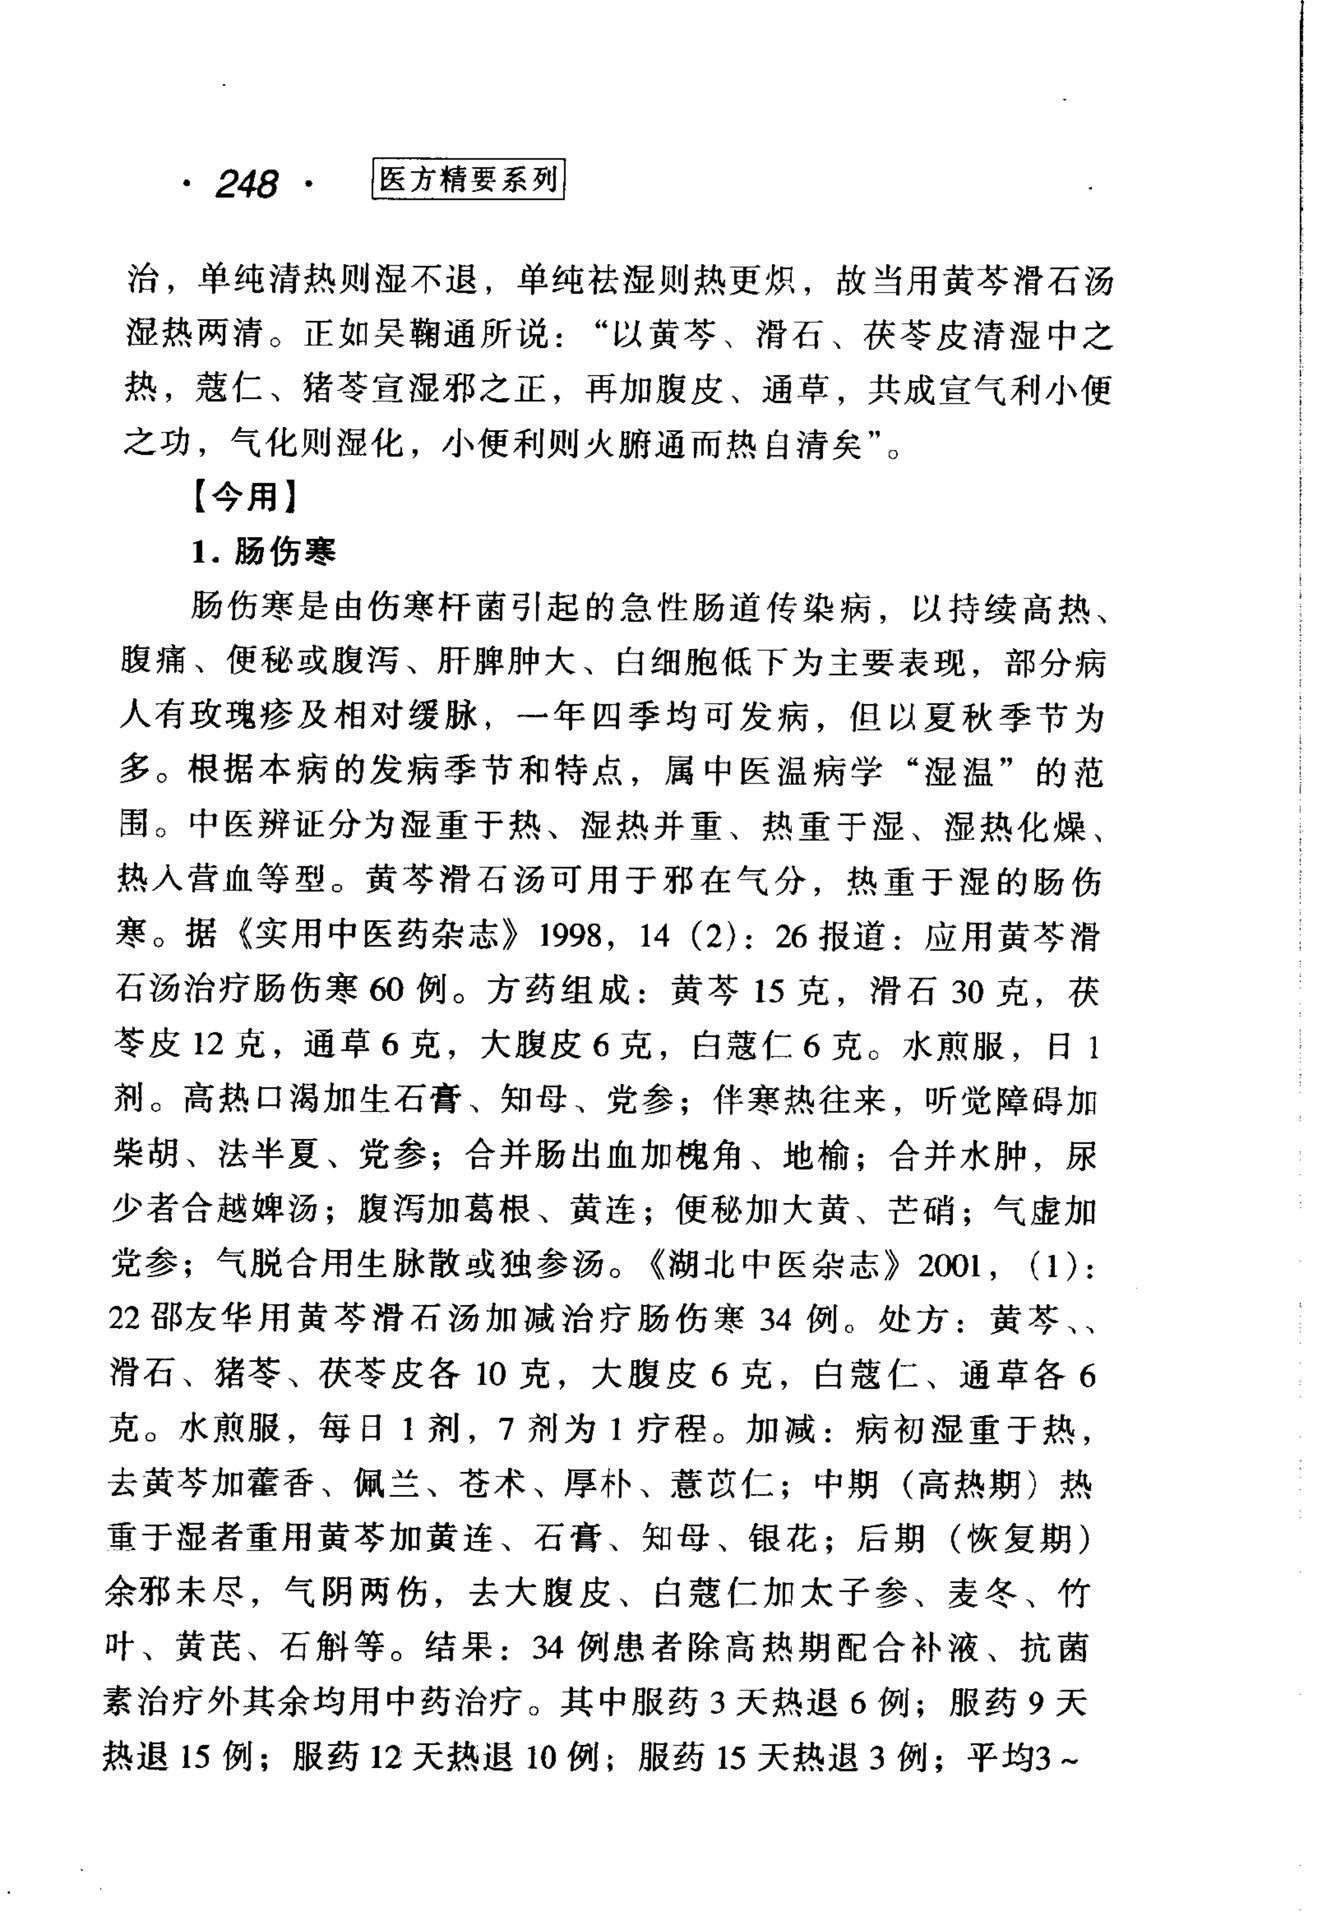 · 248 · 医方精要系列
治，单纯清热则湿不退，单纯祛湿则热更炽，故当用黄芩滑石汤
湿热两清。正如吴鞠通所说：“以黄芩、滑石、茯苓皮清湿中之
热，蔻仁、猪苓宣湿邪之正，再加腹皮、通草，共成宣气利小便
之功，气化则湿化，小便利则火腑通而热自清矣”。
【今用】
1. 肠伤寒
肠伤寒是由伤寒杆菌引起的急性肠道传染病，以持续高热、
腹痛、便秘或腹泻、肝脾肿大、白细胞低下为主要表现，部分病
人有玫瑰疹及相对缓脉，一年四季均可发病，但以夏秋季节为
多。根据本病的发病季节和特点，属中医温病学“湿温”的范
围。中医辨证分为湿重于热、湿热并重、热重于湿、湿热化燥、
热入营血等型。黄芩滑石汤可用于邪在气分，热重于湿的肠伤
寒。据《实用中医药杂志》1998，14（2）：26 报道：应用黄芩滑
石汤治疗肠伤寒 60 例。方药组成：黄芩 15 克，滑石 30 克，茯
苓皮 12 克，通草 6 克，大腹皮 6 克，白蔻仁 6 克。水煎服，日 1
剂。高热口渴加生石膏、知母、党参；伴寒热往来，听觉障碍加
柴胡、法半夏、党参；合并肠出血加槐角、地榆；合并水肿，尿
少者合越婢汤；腹泻加葛根、黄连；便秘加大黄、芒硝；气虚加
党参；气脱合用生脉散或独参汤。《湖北中医杂志》2001，（1）：
22 邵友华用黄芩滑石汤加减治疗肠伤寒 34 例。处方：黄芩、、
滑石、猪苓、茯苓皮各 10 克，大腹皮 6 克，白蔻仁、通草各 6
克。水煎服，每日 1 剂，7 剂为 1 疗程。加减：病初湿重于热，
去黄芩加藿香、佩兰、苍术、厚朴、薏苡仁；中期（高热期）热
重于湿者重用黄芩加黄连、石膏、知母、银花；后期（恢复期）
余邪未尽，气阴两伤，去大腹皮、白蔻仁加太子参、麦冬、竹
叶、黄芪、石斛等。结果：34 例患者除高热期配合补液、抗菌
素治疗外其余均用中药治疗。其中服药 3 天热退 6 例；服药 9 天
热退 15 例；服药 12 天热退 10 例；服药 15 天热退 3 例；平均3～